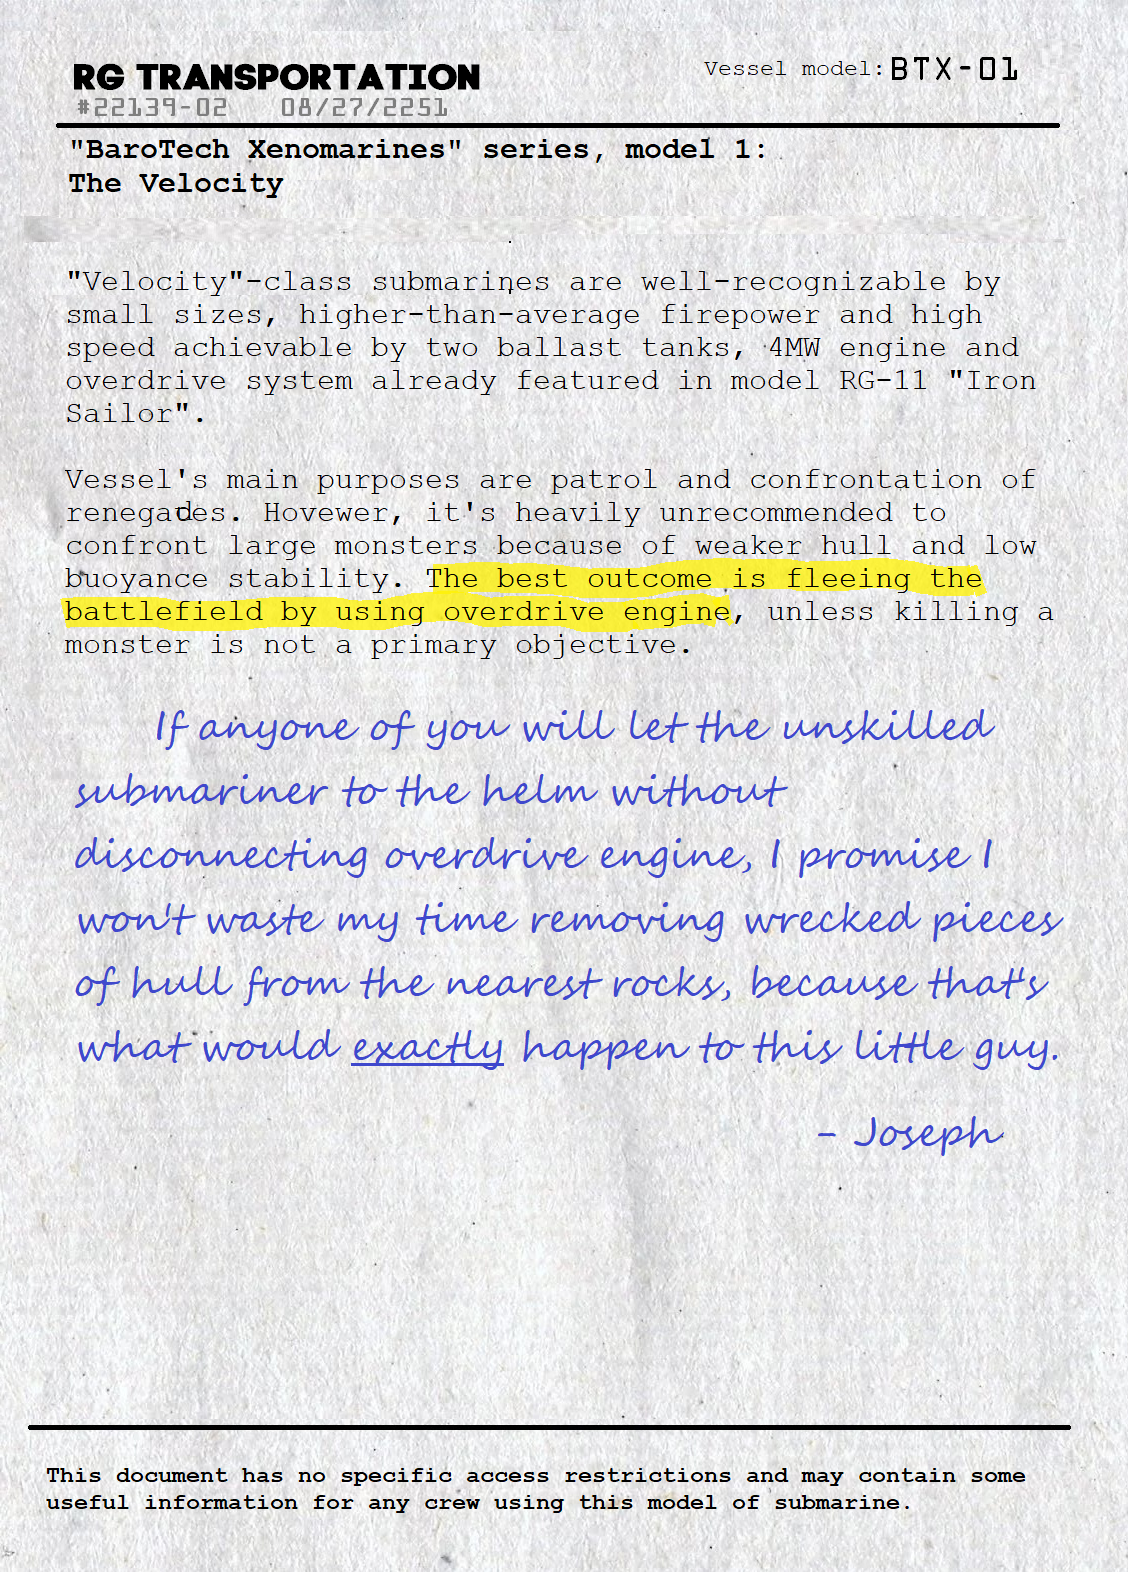 RG TRANSPORTATION
Vessel model: BTX-01
#22139-02 08/27/2251
"BaroTech Xenomarines" series, model 1:
The Velocity
"Velocity"-class submarines are well-recognizable by
small sizes, higher-than-average firepower and high
speed achievable by two ballast tanks, 4MW engine and
overdrive system already featured in model RG-11 "Iron
Sailor".
Vessel's main purposes are patrol and confrontation of
renegades. Hovewer, it's heavily unrecommended to
confront large monsters because of weaker hull and low
buoyance stability. The best outcome is fleeing the
battlefield by using overdrive engine, unless killing a
monster is not a primary objective.
If anyone of you will let the unskilled
submariner to the helm without
disconnecting overdrive engine, I promise I
won't waste my time removing wrecked pieces
of hull from the nearest rocks, because that's
what would exactly happen to this little guy.
- Joseph
This document has no specific access restrictions and may contain some
useful information for any crew using this model of submarine.